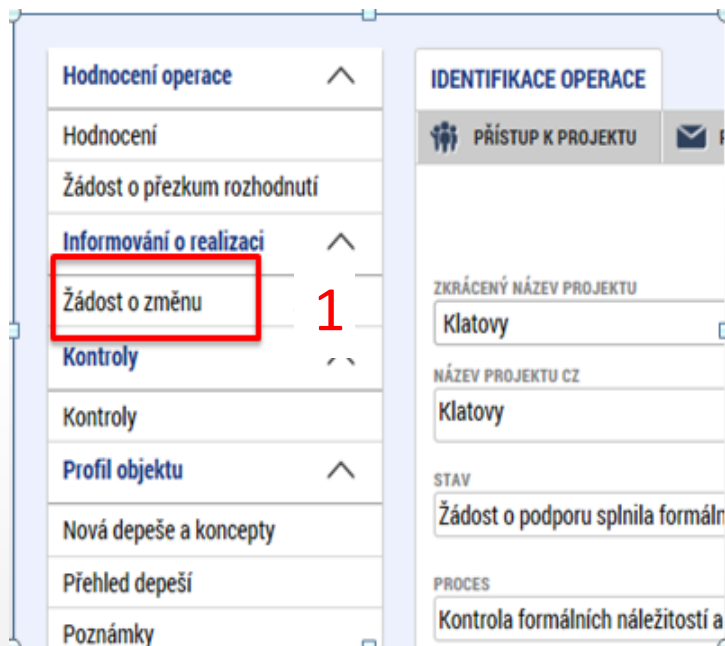 Hodnocení operace
Hodnocení
Žádost o přezkum rozhodnutí
Informování o realizaci
Žádost o změnu
1
Kontroly
Kontroly
Profil objektu
Nová depeše a koncepty
Přehled depeší
Poznámky
IDENTIFIKACE OPERACE
PŘÍSTUP K PROJEKTU
ZKRÁCENÝ NÁZEV PROJEKTU
Klatovy
NÁZEV PROJEKTU CZ
Klatovy
STAV
Žádost o podporu splnila formáln
PROCES
Kontrola formálních náležitostí a